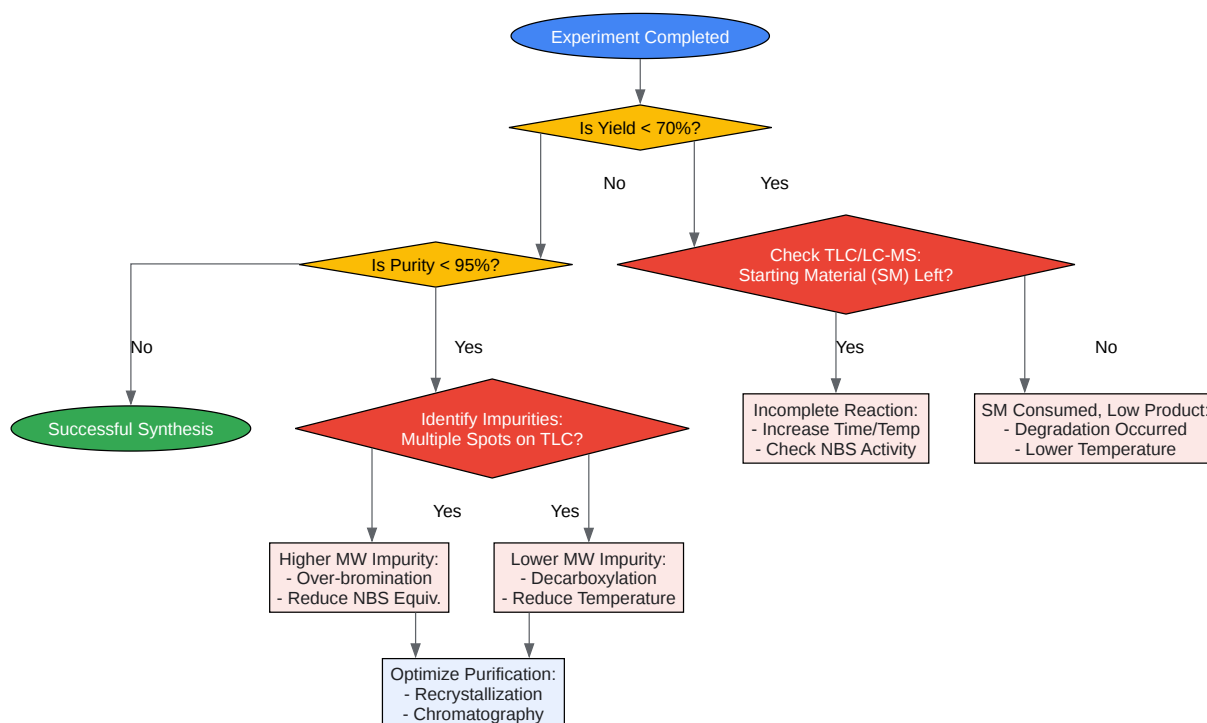 Experiment Completed
Is Yield < 70%?
No
Yes
Is Purity < 95%?
Check TLC/LC-MS:
Starting Material (SM) Left?
No
Yes
Yes
No
Successful Synthesis
Identify Impurities:
Multiple Spots on TLC?
Incomplete Reaction:
- Increase Time/Temp
- Check NBS Activity
SM Consumed, Low Product:
- Degradation Occurred
- Lower Temperature
Yes
Yes
Higher MW Impurity:
- Over-bromination
- Reduce NBS Equiv.
Lower MW Impurity:
- Decarboxylation
- Reduce Temperature
Optimize Purification:
- Recrystallization
- Chromatography